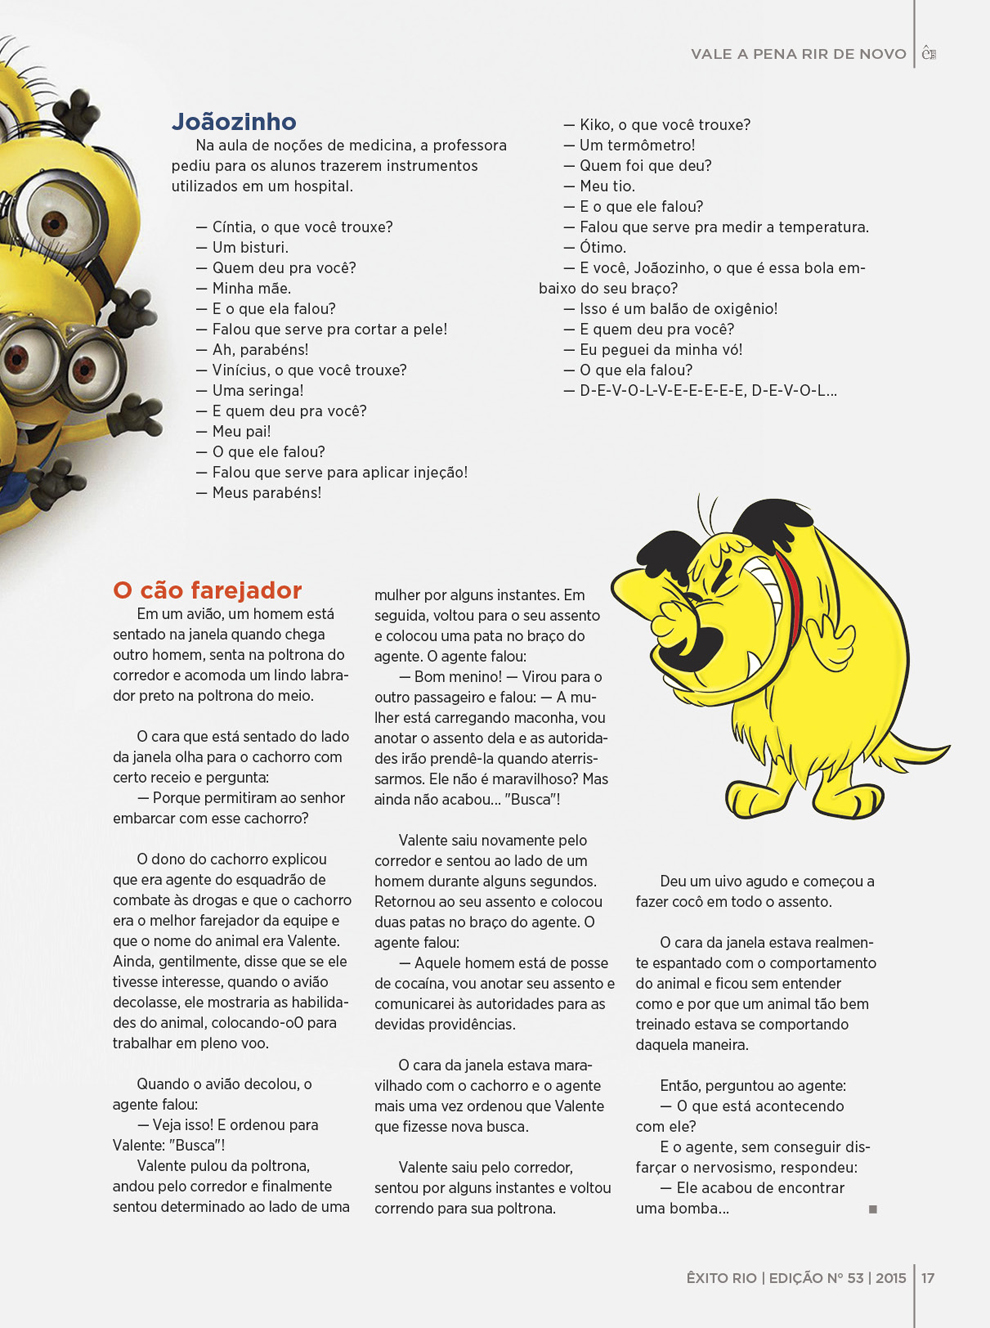 VALE A PENA RIR DE NOVO
Joãozinho
Na aula de noções de medicina, a professora
pediu para os alunos trazerem instrumentos
utilizados em um hospital.
— Cíntia, o que você trouxe?
— Um bisturi.
— Quem deu pra você?
— Minha mãe.
— E o que ela falou?
— Falou que serve pra cortar a pele!
— Ah, parabéns!
— Vinícius, o que você trouxe?
— Uma seringa!
— E quem deu pra você?
— Meu pai!
— O que ele falou?
— Falou que serve para aplicar injeção!
— Meus parabéns!
— Kiko, o que você trouxe?
— Um termômetro!
— Quem foi que deu?
— Meu tio.
— E o que ele falou?
— Falou que serve pra medir a temperatura.
— Ótimo.
— E você, Joãozinho, o que é essa bola em-
baixo do seu braço?
— Isso é um balão de oxigênio!
— E quem deu pra você?
— Eu peguei da minha vó!
— O que ela falou?
— D-E-V-O-L-V-E-E-E-E-E-E, D-E-V-O-L...
O cão farejador
Em um avião, um homem está
sentado na janela quando chega
outro homem, senta na poltrona do
corredor e acomoda um lindo labra-
dor preto na poltrona do meio.
O cara que está sentado do lado
da janela olha para o cachorro com
certo receio e pergunta:
— Porque permitiram ao senhor
embarcar com esse cachorro?
O dono do cachorro explicou
que era agente do esquadrão de
combate às drogas e que o cachorro
era o melhor farejador da equipe e
que o nome do animal era Valente.
Ainda, gentilmente, disse que se ele
tivesse interesse, quando o avião
decolasse, ele mostraria as habilida-
des do animal, colocando-oO para
trabalhar em pleno voo.
Quando o avião decolou, o
agente falou:
— Veja isso! E ordenou para
Valente: "Busca"!
Valente pulou da poltrona,
andou pelo corredor e finalmente
sentou determinado ao lado de uma
mulher por alguns instantes. Em
seguida, voltou para o seu assento
e colocou uma pata no braço do
agente. O agente falou:
— Bom menino! — Virou para o
outro passageiro e falou: — A mu-
lher está carregando maconha, vou
anotar o assento dela e as autorida-
des irão prendê-la quando aterris-
sarmos. Ele não é maravilhoso? Mas
ainda não acabou... "Busca"!
Valente saiu novamente pelo
corredor e sentou ao lado de um
homem durante alguns segundos.
Retornou ao seu assento e colocou
duas patas no braço do agente. O
agente falou:
— Aquele homem está de posse
de cocaína, vou anotar seu assento e
comunicarei às autoridades para as
devidas providências.
O cara da janela estava mara-
vilhado com o cachorro e o agente
mais uma vez ordenou que Valente
que fizesse nova busca.
Valente saiu pelo corredor,
sentou por alguns instantes e voltou
correndo para sua poltrona.
Deu um uivo agudo e começou a
fazer cocô em todo o assento.
O cara da janela estava realmen-
te espantado com o comportamento
do animal e ficou sem entender
como e por que um animal tão bem
treinado estava se comportando
daquela maneira.
Então, perguntou ao agente:
— O que está acontecendo
com ele?
E o agente, sem conseguir dis-
farçar o nervosismo, respondeu:
— Ele acabou de encontrar
uma bomba...
ÊXITO RIO | EDIÇÃO Nº 53 | 2015 17